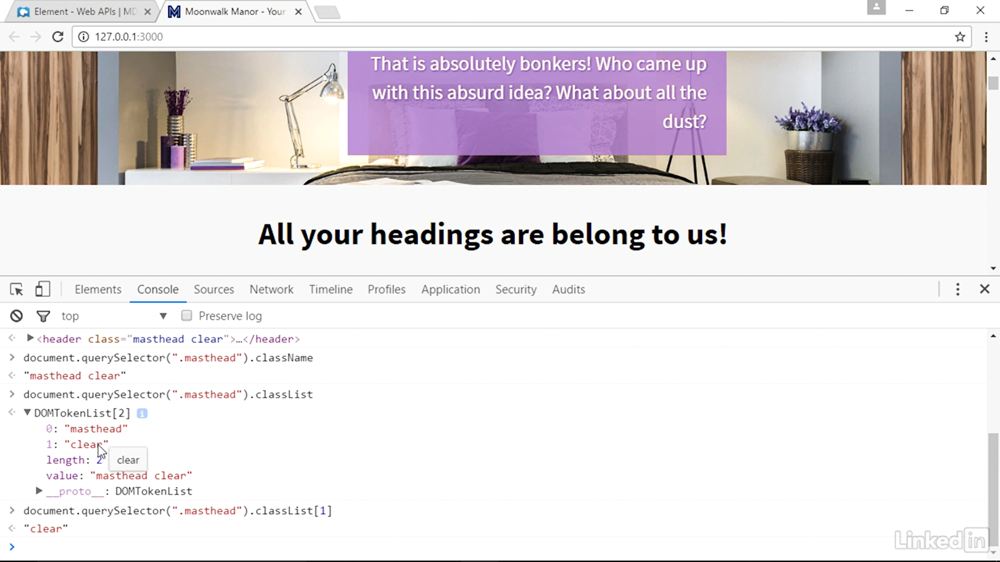 Element - Web APIs | MD
Moonwalk Manor - Your
127.0.0.1:3000
That is absolutely bonkers! Who came up
with this absurd idea? What about all the
dust?
All your headings are belong to us!
Elements Console Sources Network Timeline Profiles Application Security Audits
top Preserve log
<header class="masthead clear">…</header>
document.querySelector(".masthead").className
"masthead clear"
document.querySelector(".masthead").classList
DOMTokenList[2] i
0: "masthead"
1: "clear"
length: 2
clear
value: "masthead clear"
__proto__: DOMTokenList
document.querySelector(".masthead").classList[1]
"clear"
LinkedIn